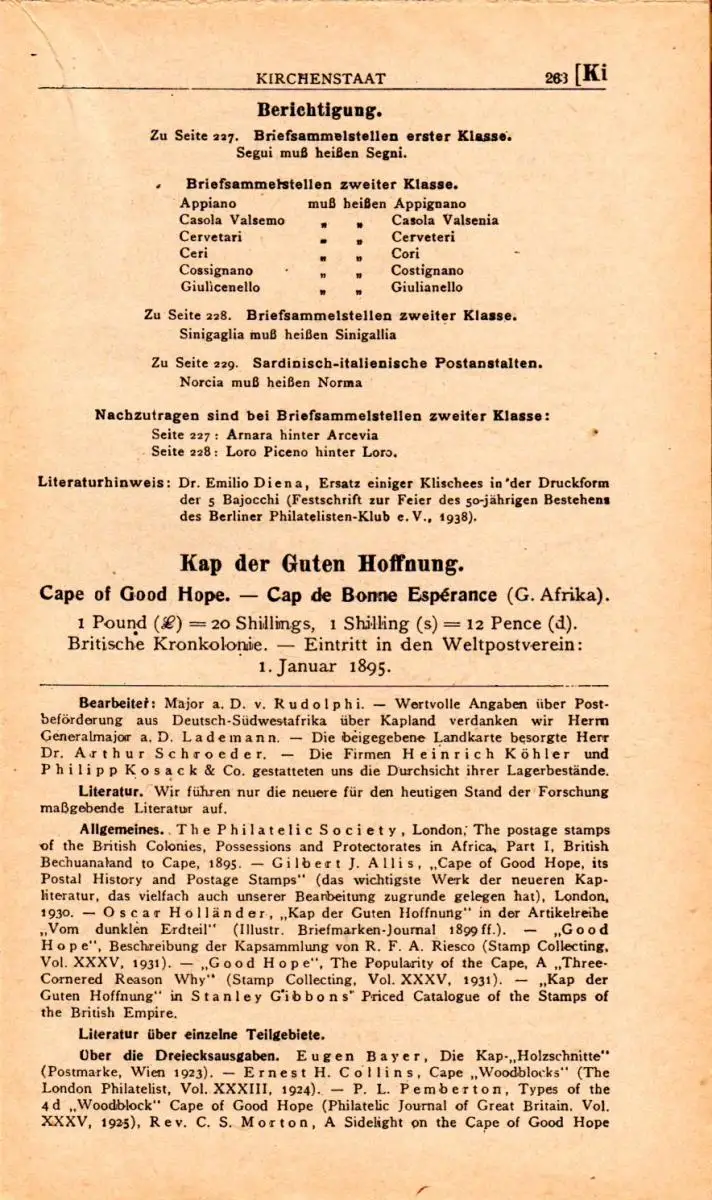 KIRCHENSTAAT 263 [Ki
Berichtigung.
Zu Seite 227. Briefsammelstellen erster Klasse.
Segui muß heißen Segni.
Briefsammelstellen zweiter Klasse.
Appiano muß heißen Appignano
Casola Valsemo „ „ Casola Valsenia
Cervetari „ „ Cerveteri
Ceri „ „ Cori
Cossignano „ „ Costignano
Giulicenello „ „ Giulianello
Zu Seite 228. Briefsammelstellen zweiter Klasse.
Sinigaglia muß heißen Sinigallia
Zu Seite 229. Sardinisch-italienische Postanstalten.
Norcia muß heißen Norma
Nachzutragen sind bei Briefsammelstellen zweiter Klasse:
Seite 227: Arnara hinter Arcevia
Seite 228: Loro Piceno hinter Loro.
Literaturhinweis: Dr. Emilio Diena, Ersatz einiger Klischees in der Druckform
der 5 Bajocchi (Festschrift zur Feier des 50-jährigen Bestehens
des Berliner Philatelisten-Klub e. V., 1938).
Kap der Guten Hoffnung.
Cape of Good Hope. — Cap de Bonne Espérance (G. Afrika).
1 Pound (£) = 20 Shillings, 1 Shilling (s) = 12 Pence (d).
Britische Kronkolonie. — Eintritt in den Weltpostverein:
1. Januar 1895.
Bearbeiter: Major a. D. v. Rudolphi. — Wertvolle Angaben über Post-
beförderung aus Deutsch-Südwestafrika über Kapland verdanken wir Herrn
Generalmajor a. D. Lademann. — Die beigegebene Landkarte besorgte Herr
Dr. Arthur Schroeder. — Die Firmen Heinrich Köhler und
Philipp Kosack & Co. gestatteten uns die Durchsicht ihrer Lagerbestände.
Literatur. Wir führen nur die neuere für den heutigen Stand der Forschung
maßgebende Literatur auf.
Allgemeines. The Philatelic Society, London, The postage stamps
of the British Colonies, Possessions and Protectorates in Africa, Part I, British
Bechuanaland to Cape, 1895. — Gilbert J. Allis, „Cape of Good Hope, its
Postal History and Postage Stamps" (das wichtigste Werk der neueren Kap-
literatur, das vielfach auch unserer Bearbeitung zugrunde gelegen hat), London,
1930. — Oscar Holländer, „Kap der Guten Hoffnung" in der Artikelreihe
„Vom dunklen Erdteil" (Illustr. Briefmarken-Journal 1899 ff.). — „Good
Hope", Beschreibung der Kapsammlung von R. F. A. Riesco (Stamp Collecting,
Vol. XXXV, 1931). — „Good Hope", The Popularity of the Cape, A „Three-
Cornered Reason Why" (Stamp Collecting, Vol. XXXV, 1931). — „Kap der
Guten Hoffnung" in Stanley Gibbons" Priced Catalogue of the Stamps of
the British Empire.
Literatur über einzelne Teilgebiete.
Über die Dreiecksausgaben. Eugen Bayer, Die Kap-„Holzschnitte"
(Postmarke, Wien 1923). — Ernest H. Collins, Cape „Woodblocks" (The
London Philatelist, Vol. XXXIII, 1924). — P. L. Pemberton, Types of the
4 d „Woodblock" Cape of Good Hope (Philatelic Journal of Great Britain. Vol.
XXXV, 1925), Rev. C. S. Morton, A Sidelight on the Cape of Good Hope